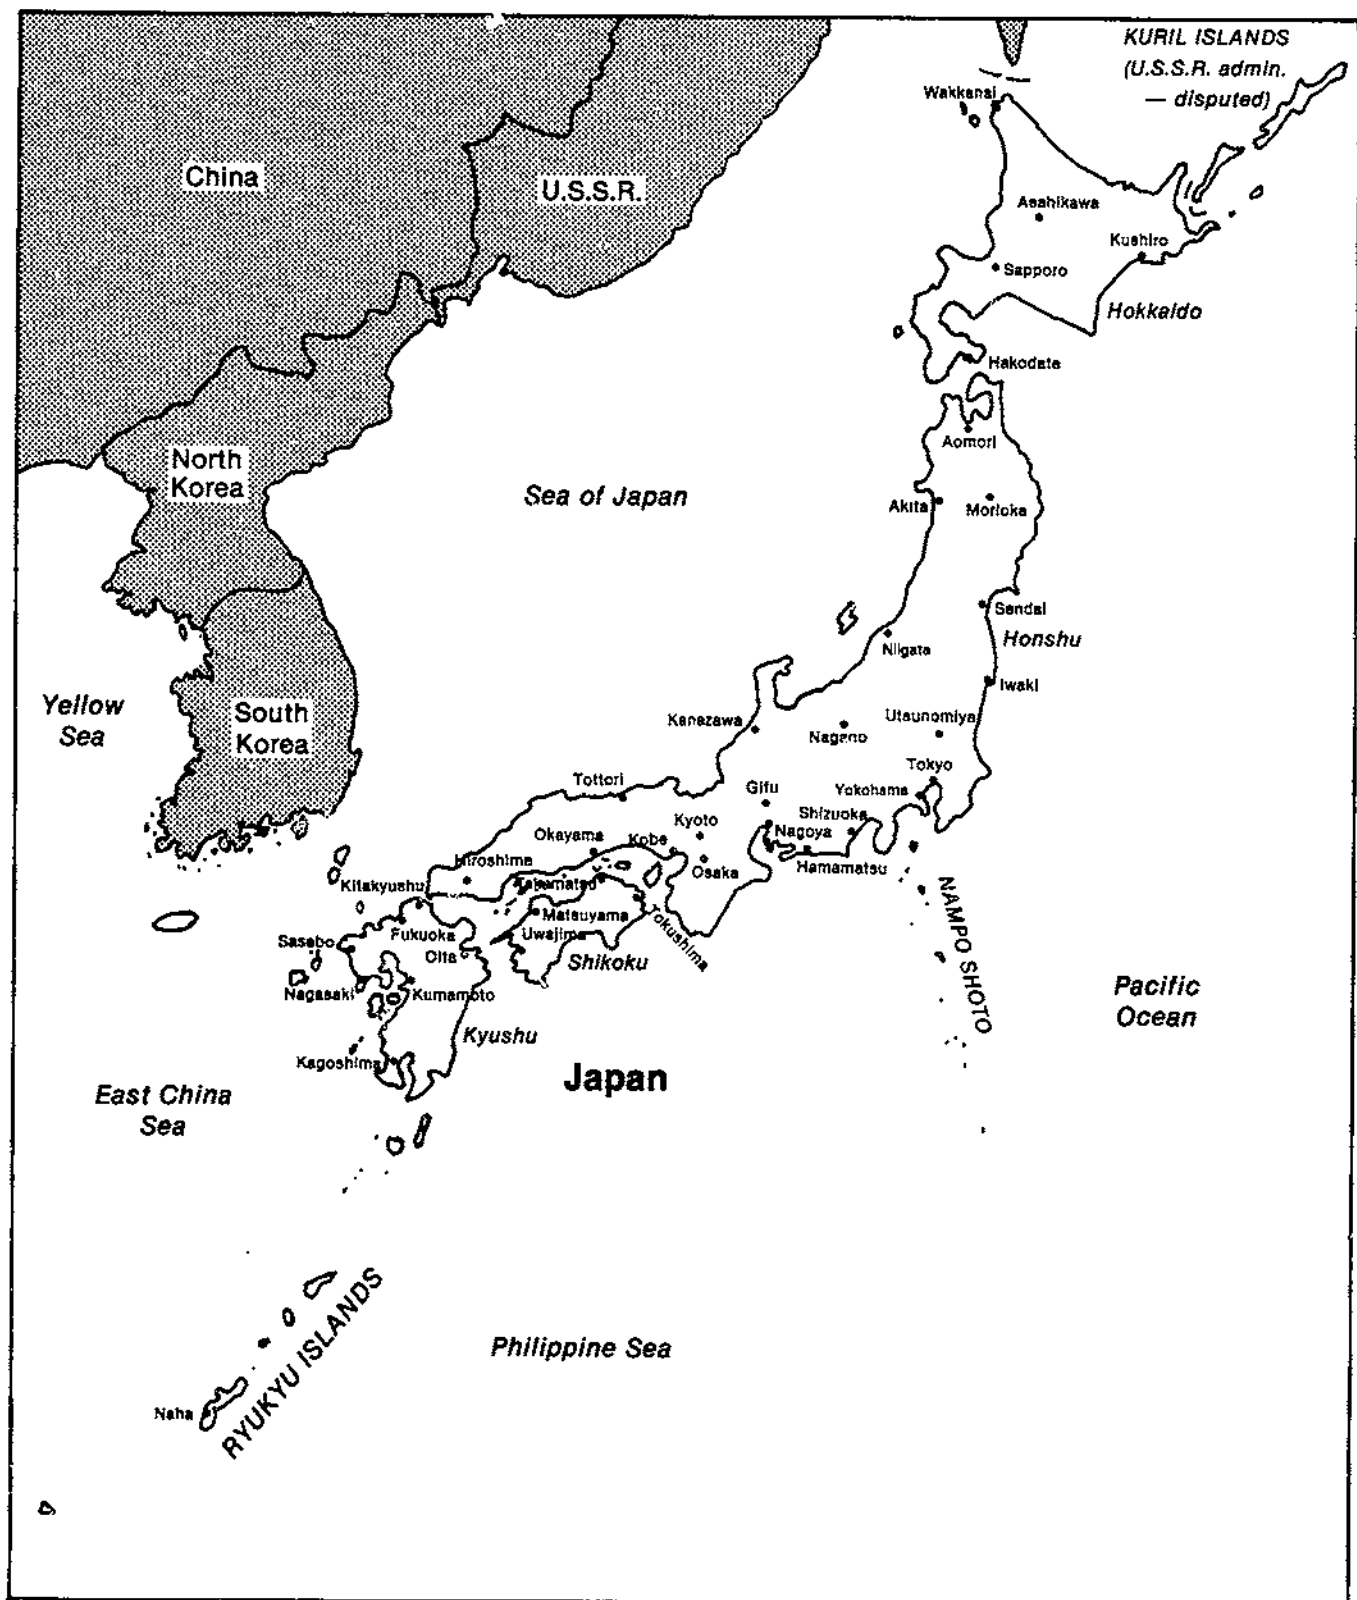 KURIL ISLANDS
(U.S.S.R. admin.
— disputed)
Wakkanai
China
U.S.S.R.
Asahikawa
Kushiro
Sapporo
Hokkaido
Hakodate
Aomori
North
Korea
Sea of Japan
Akita
Morioka
Sendai
Honshu
Niigata
Iwaki
Yellow
Sea
South
Korea
Kanazawa
Utsunomiya
Nagano
Tokyo
Tottori
Gifu
Yokohama
Shizuoka
Kyoto
Okayama
Kobe
Nagoya
Hiroshima
Osaka
Hamamatsu
Kitakyushu
Takamatsu
Matsuyama
Tokushima
NAMPO SHOTO
Fukuoka
Uwajima
Sasebo
Oita
Shikoku
Nagasaki
Kumamoto
Pacific
Ocean
Kyushu
Kagoshima
Japan
East China
Sea
RYUKYU ISLANDS
Philippine Sea
Naha